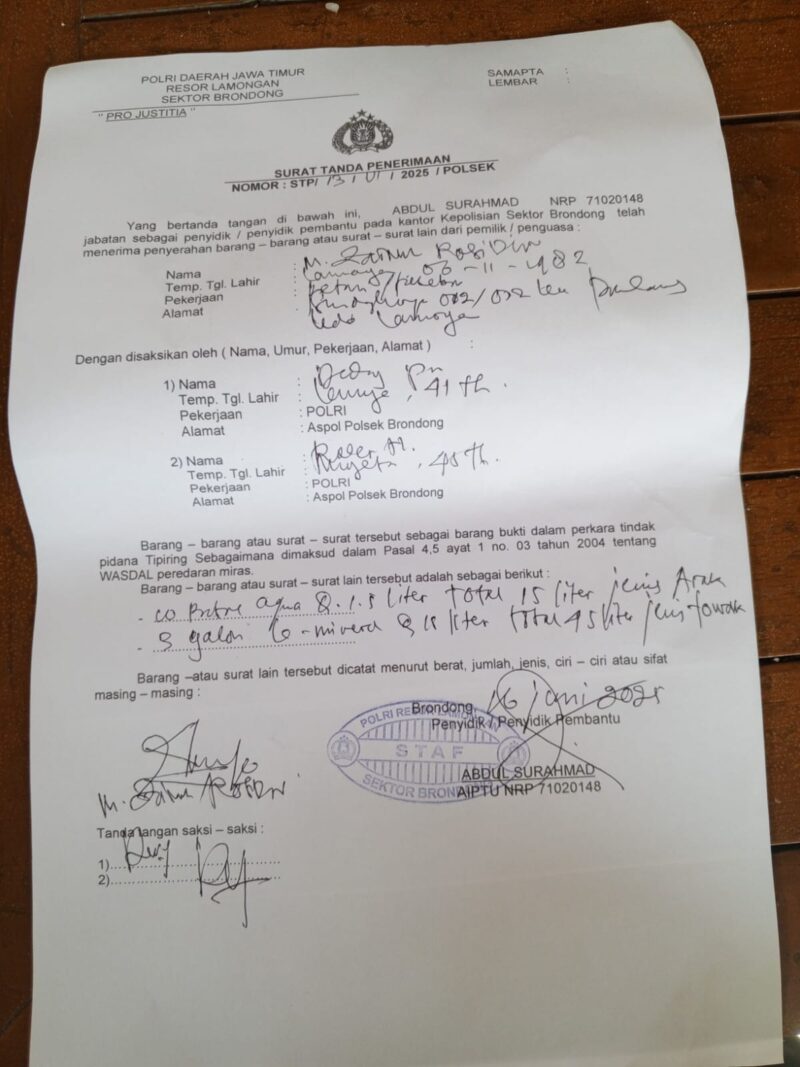 POLRI DAERAH JAWA TIMUR
RESOR LAMONGAN
SEKTOR BRONDONG
" PRO JUSTITIA "
SAMAPTA :
LEMBAR :
SURAT TANDA PENERIMAAN
NOMOR : STP/ 13 / VI / 2025 / POLSEK
Yang bertanda tangan di bawah ini, ABDUL SURAHMAD NRP 71020148
jabatan sebagai penyidik / penyidik pembantu pada kantor Kepolisian Sektor Brondong telah
menerima penyerahan barang – barang atau surat – surat lain dari pemilik / penguasa :
Nama : M.
Temp. Tgl. Lahir : 06 - 11 - 1982
Pekerjaan :
Alamat : 002/002
Dengan disaksikan oleh ( Nama, Umur, Pekerjaan, Alamat ) :
1) Nama : Dedy
Temp. Tgl. Lahir : , 41 th.
Pekerjaan : POLRI
Alamat : Aspol Polsek Brondong
2) Nama :
Temp. Tgl. Lahir : , 45 th.
Pekerjaan : POLRI
Alamat : Aspol Polsek Brondong
Barang – barang atau surat – surat tersebut sebagai barang bukti dalam perkara tindak
pidana Tipiring Sebagaimana dimaksud dalam Pasal 4,5 ayat 1 no. 03 tahun 2004 tentang
WASDAL peredaran miras.
Barang – barang atau surat – surat lain tersebut adalah sebagai berikut :
- 10 aqua @ 1.5 liter total 15 liter jenis Arak
- 3 galon le-mineral @ 15 liter total 45 liter jenis towak
Barang –atau surat lain tersebut dicatat menurut berat, jumlah, jenis, ciri – ciri atau sifat
masing – masing :
Brondong, 16 juni 2025
Penyidik / Penyidik Pembantu
STAF
SEKTOR BRONDONG
ABDUL SURAHMAD
AIPTU NRP 71020148
M.
Tanda tangan saksi – saksi :
1)
2)